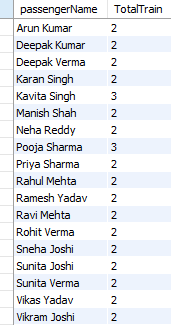 passengerName TotalTrain
Arun Kumar 2
Deepak Kumar 2
Deepak Verma 2
Karan Singh 2
Kavita Singh 3
Manish Shah 2
Neha Reddy 2
Pooja Sharma 3
Priya Sharma 2
Rahul Mehta 2
Ramesh Yadav 2
Ravi Mehta 2
Rohit Verma 2
Sneha Joshi 2
Sunita Joshi 2
Sunita Verma 2
Vikas Yadav 2
Vikram Joshi 2